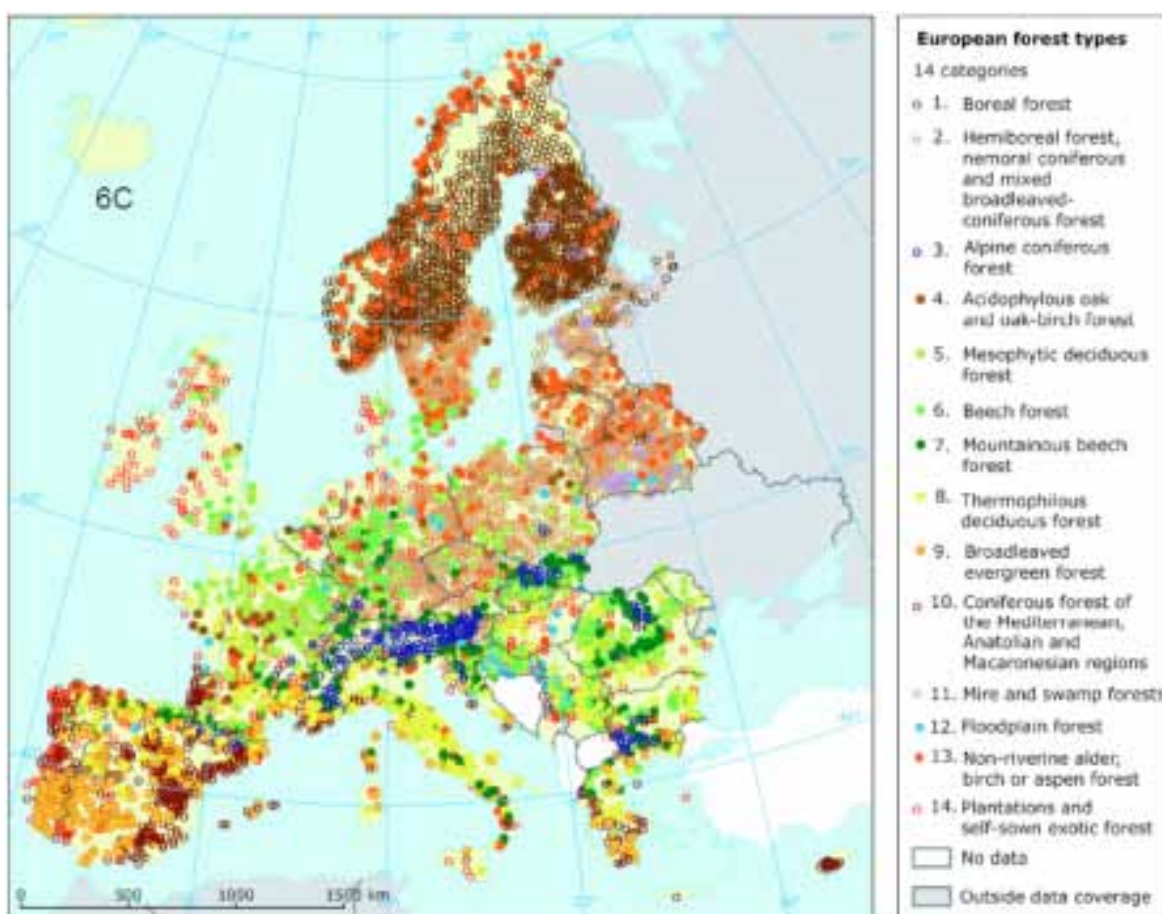 6C
0 500 1000 1500 km
European forest types
14 categories
1. Boreal forest
2. Hemiboreal forest,
nemoral coniferous
and mixed
broadleaved-
coniferous forest
3. Alpine coniferous
forest
4. Acidophylous oak
and oak-birch forest
5. Mesophytic deciduous
forest
6. Beech forest
7. Mountainous beech
forest
8. Thermophilous
deciduous forest
9. Broadleaved
evergreen forest
10. Coniferous forest of
the Mediterranean,
Anatolian and
Macaronesian regions
11. Mire and swamp forests
12. Floodplain forest
13. Non-riverine alder,
birch or aspen forest
14. Plantations and
self-sown exotic forest
No data
Outside data coverage